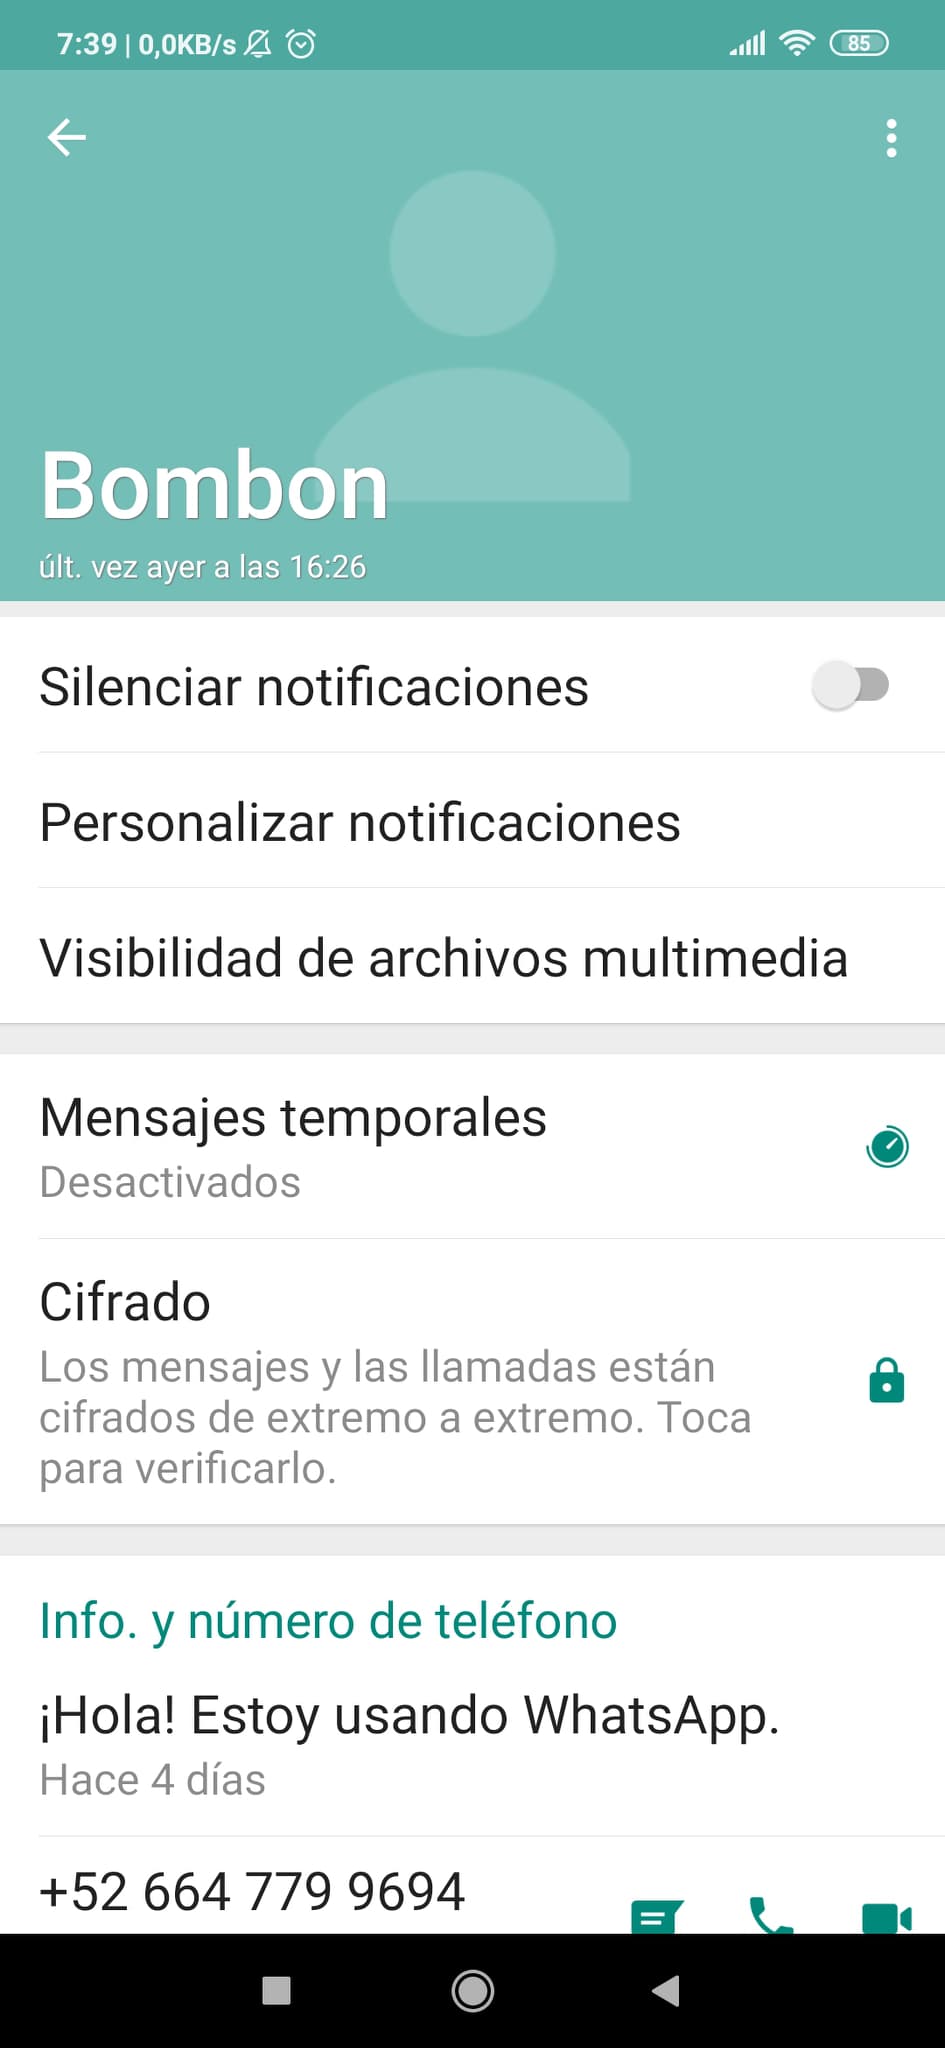 7:39 | 0,0KB/s
85
Bombon
últ. vez ayer a las 16:26
Silenciar notificaciones
Personalizar notificaciones
Visibilidad de archivos multimedia
Mensajes temporales
Desactivados
Cifrado
Los mensajes y las llamadas están
cifrados de extremo a extremo. Toca
para verificarlo.
Info. y número de teléfono
¡Hola! Estoy usando WhatsApp.
Hace 4 días
+52 664 779 9694